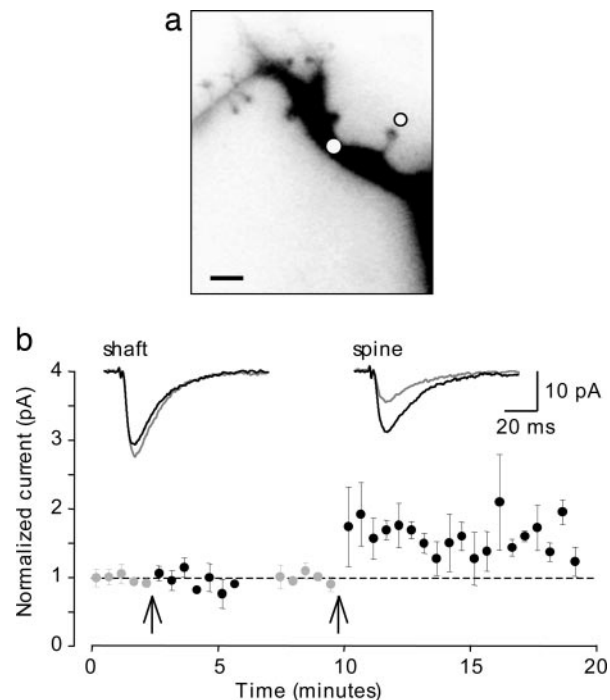 a
b
shaft
spine
10 pA
20 ms
Normalized current (pA)
4
3
2
1
0
0
5
10
15
20
Time (minutes)